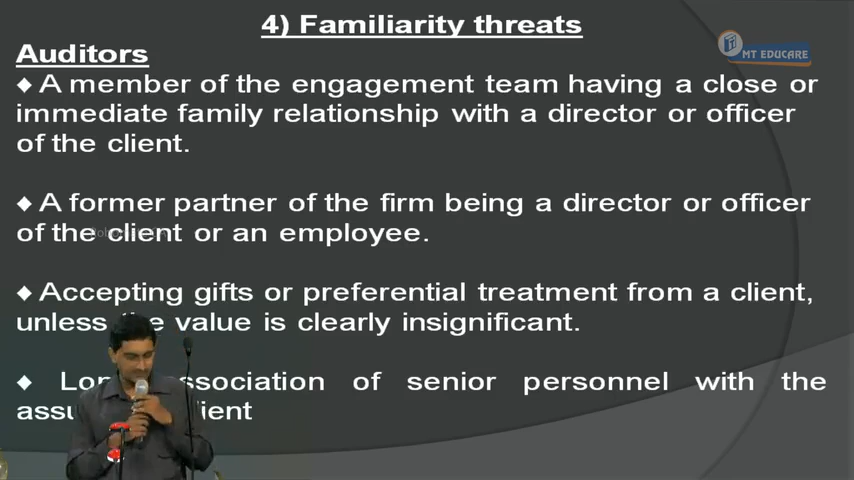 4) Familiarity threats
MT EDUCARE
Auditors
◆ A member of the engagement team having a close or
immediate family relationship with a director or officer
of the client.
◆ A former partner of the firm being a director or officer
of the client or an employee.
◆ Accepting gifts or preferential treatment from a client,
unless the value is clearly insignificant.
◆ association of senior personnel with the